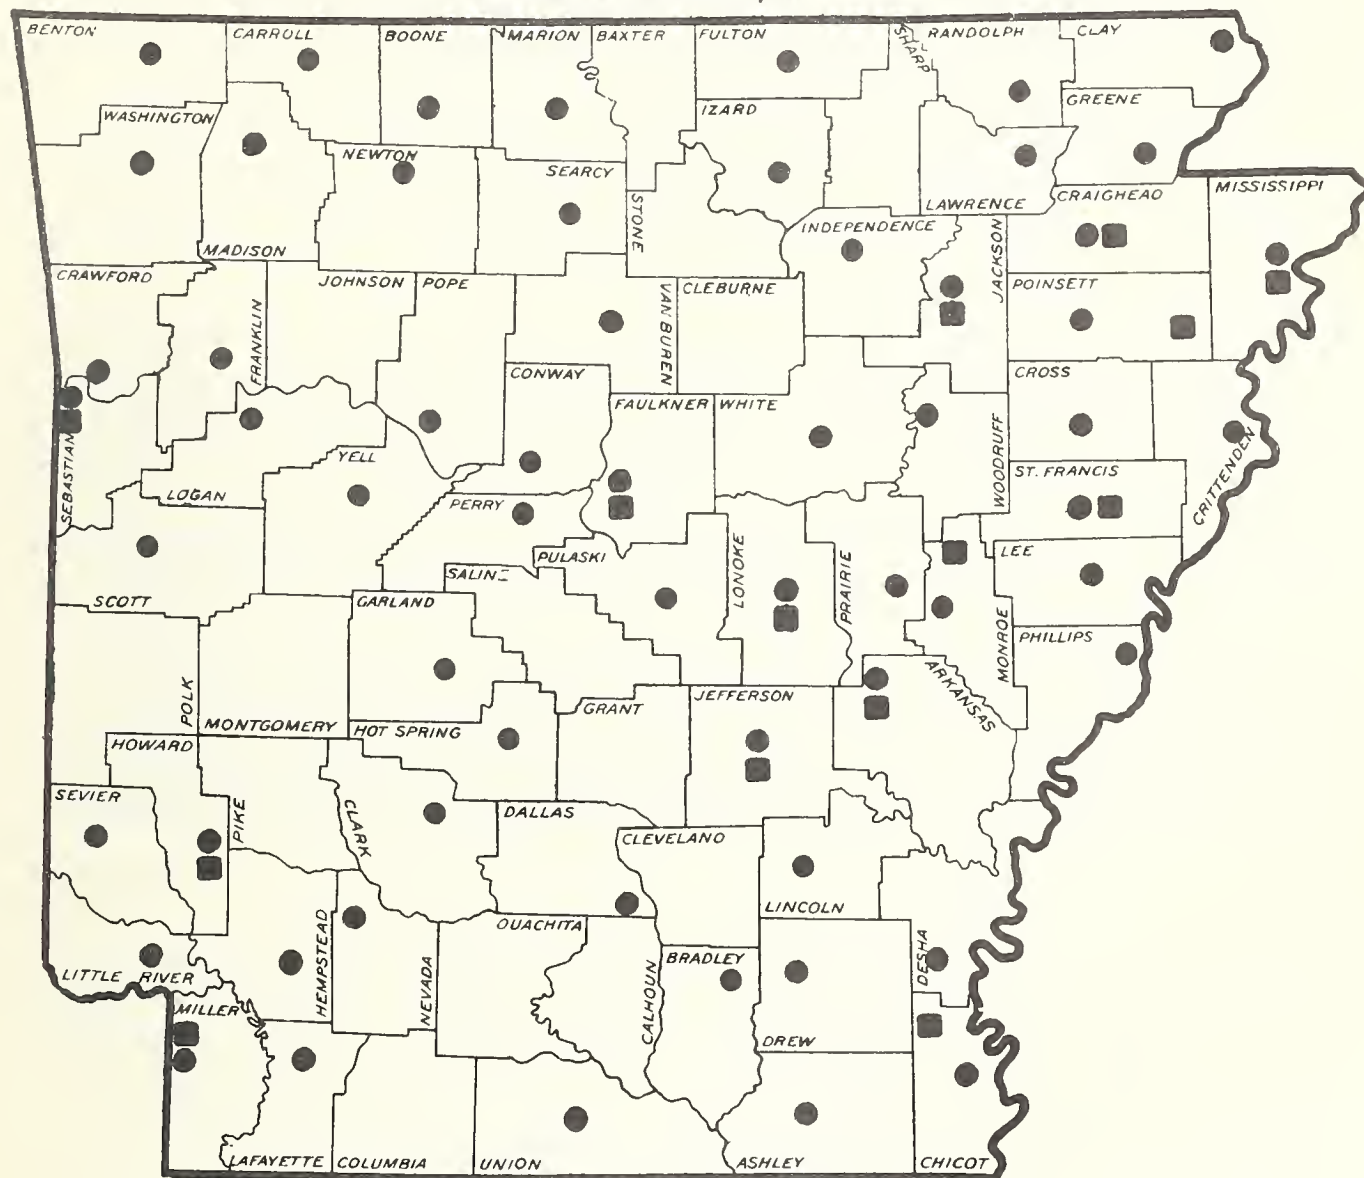 BENTON
CARROLL
BOONE
MARION
BAXTER
FULTON
SHARP
RANDOLPH
CLAY
WASHINGTON
IZARD
GREENE
NEWTON
SEARCY
STONE
LAWRENCE
CRAIGHEAD
MISSISSIPPI
MADISON
INDEPENDENCE
JACKSON
CRAWFORD
FRANKLIN
JOHNSON
POPE
VAN BUREN
CLEBURNE
POINSETT
CONWAY
CROSS
FAULKNER
WHITE
WOODRUFF
CRITTENDEN
SEBASTIAN
YELL
ST. FRANCIS
LOGAN
PERRY
PULASKI
LONOKE
PRAIRIE
LEE
SALINE
SCOTT
GARLAND
MONROE
PHILLIPS
POLK
MONTGOMERY
HOT SPRING
GRANT
JEFFERSON
ARKANSAS
HOWARD
SEVIER
PIKE
CLARK
DALLAS
CLEVELAND
LINCOLN
OUACHITA
HEMPSTEAD
NEVADA
CALHOUN
BRADLEY
DESHA
LITTLE RIVER
MILLER
DREW
LAFAYETTE
COLUMBIA
UNION
ASHLEY
CHICOT